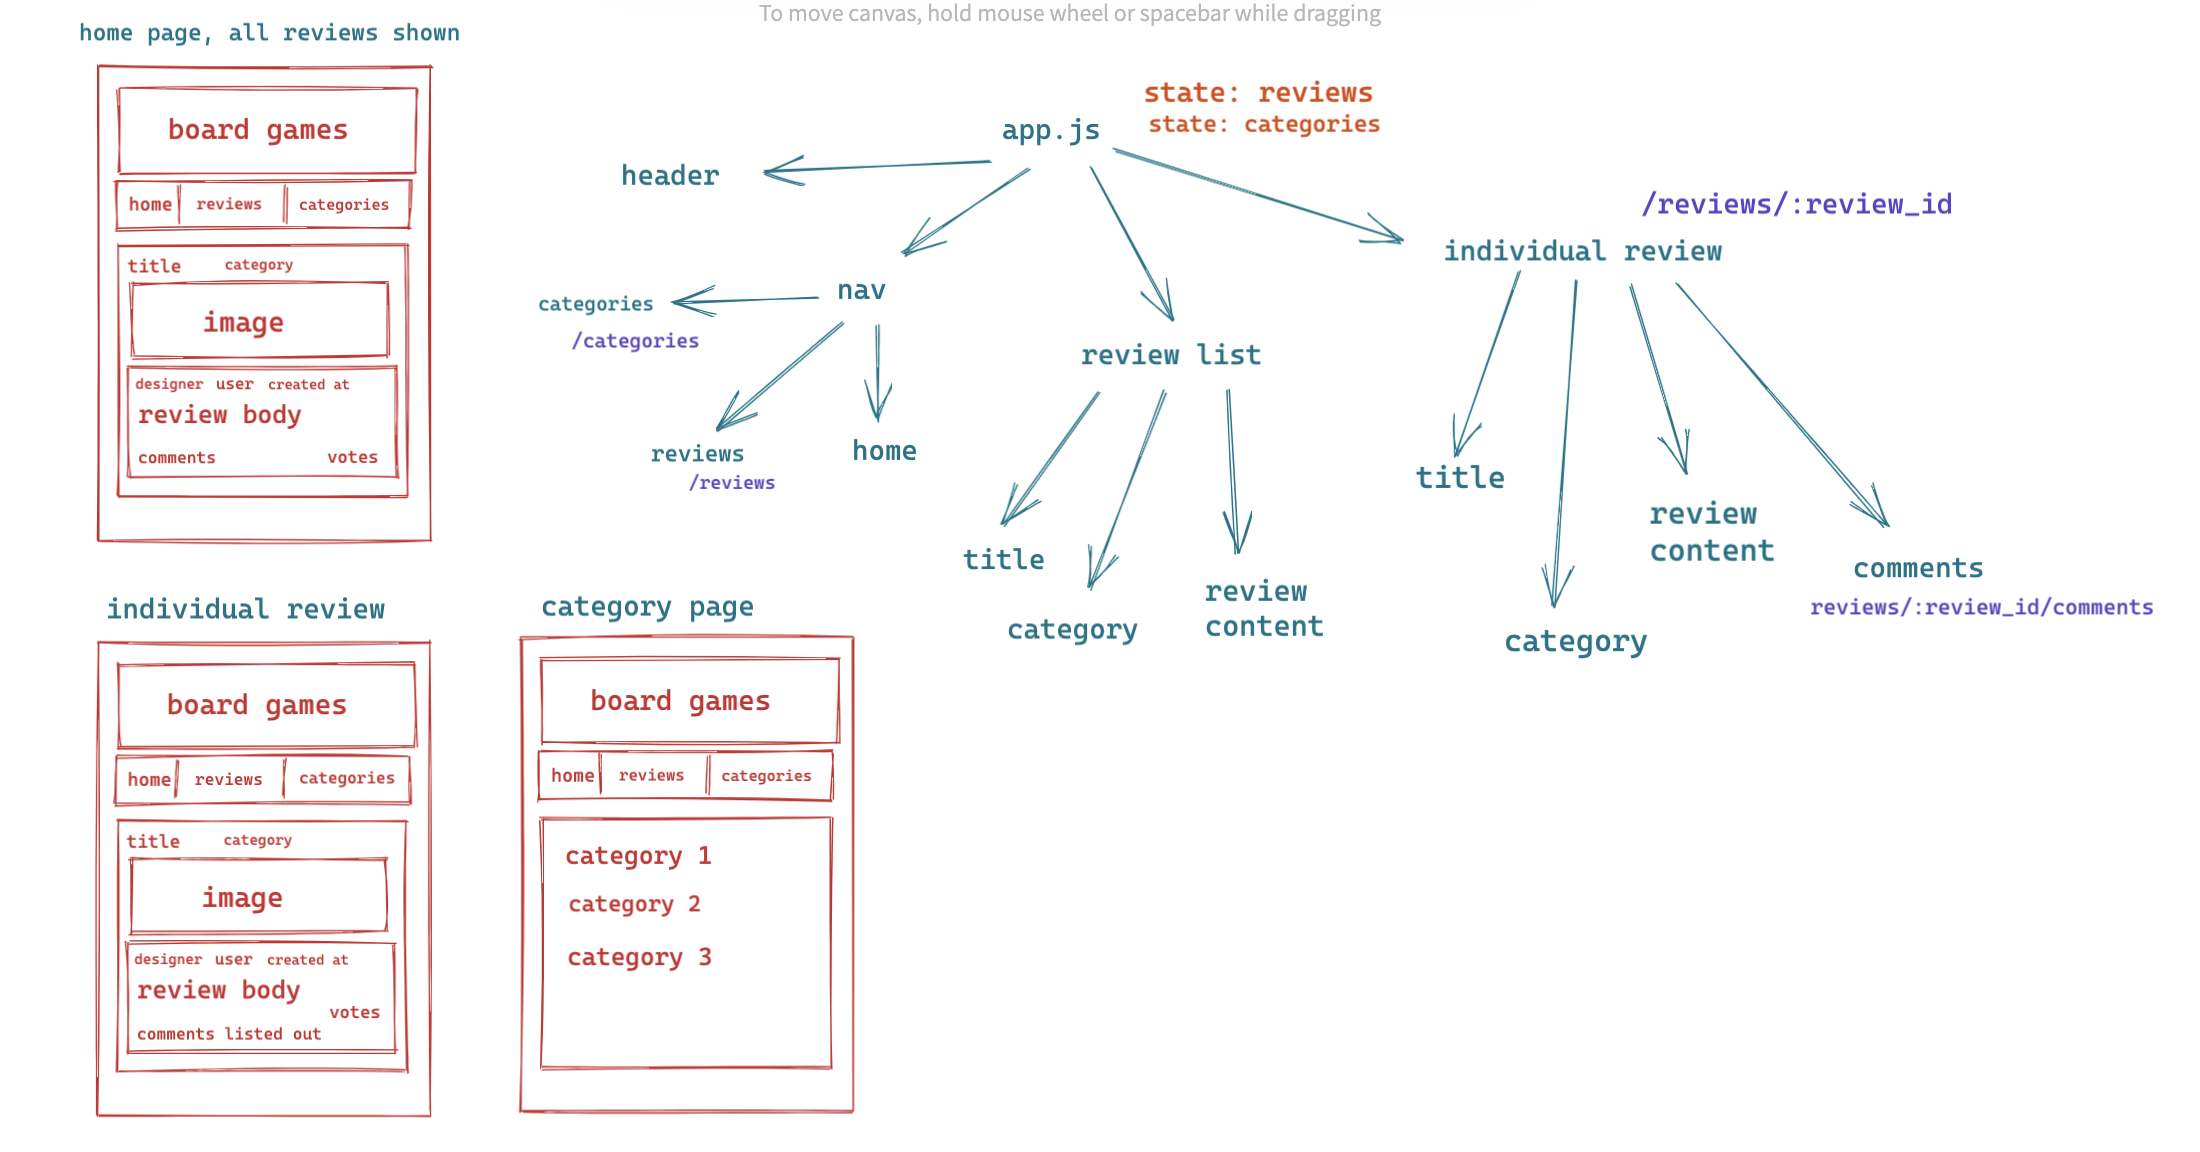 To move canvas, hold mouse wheel or spacebar while dragging
home page, all reviews shown
board games
home reviews categories
title category
image
designer user created at
review body
comments votes
individual review
board games
home reviews categories
title category
image
designer user created at
review body
votes
comments listed out
category page
board games
home reviews categories
category 1
category 2
category 3
state: reviews
state: categories
app.js
header
nav
categories
/categories
reviews
/reviews
home
review list
title
category
review
content
/reviews/:review_id
individual review
title
category
review
content
comments
reviews/:review_id/comments